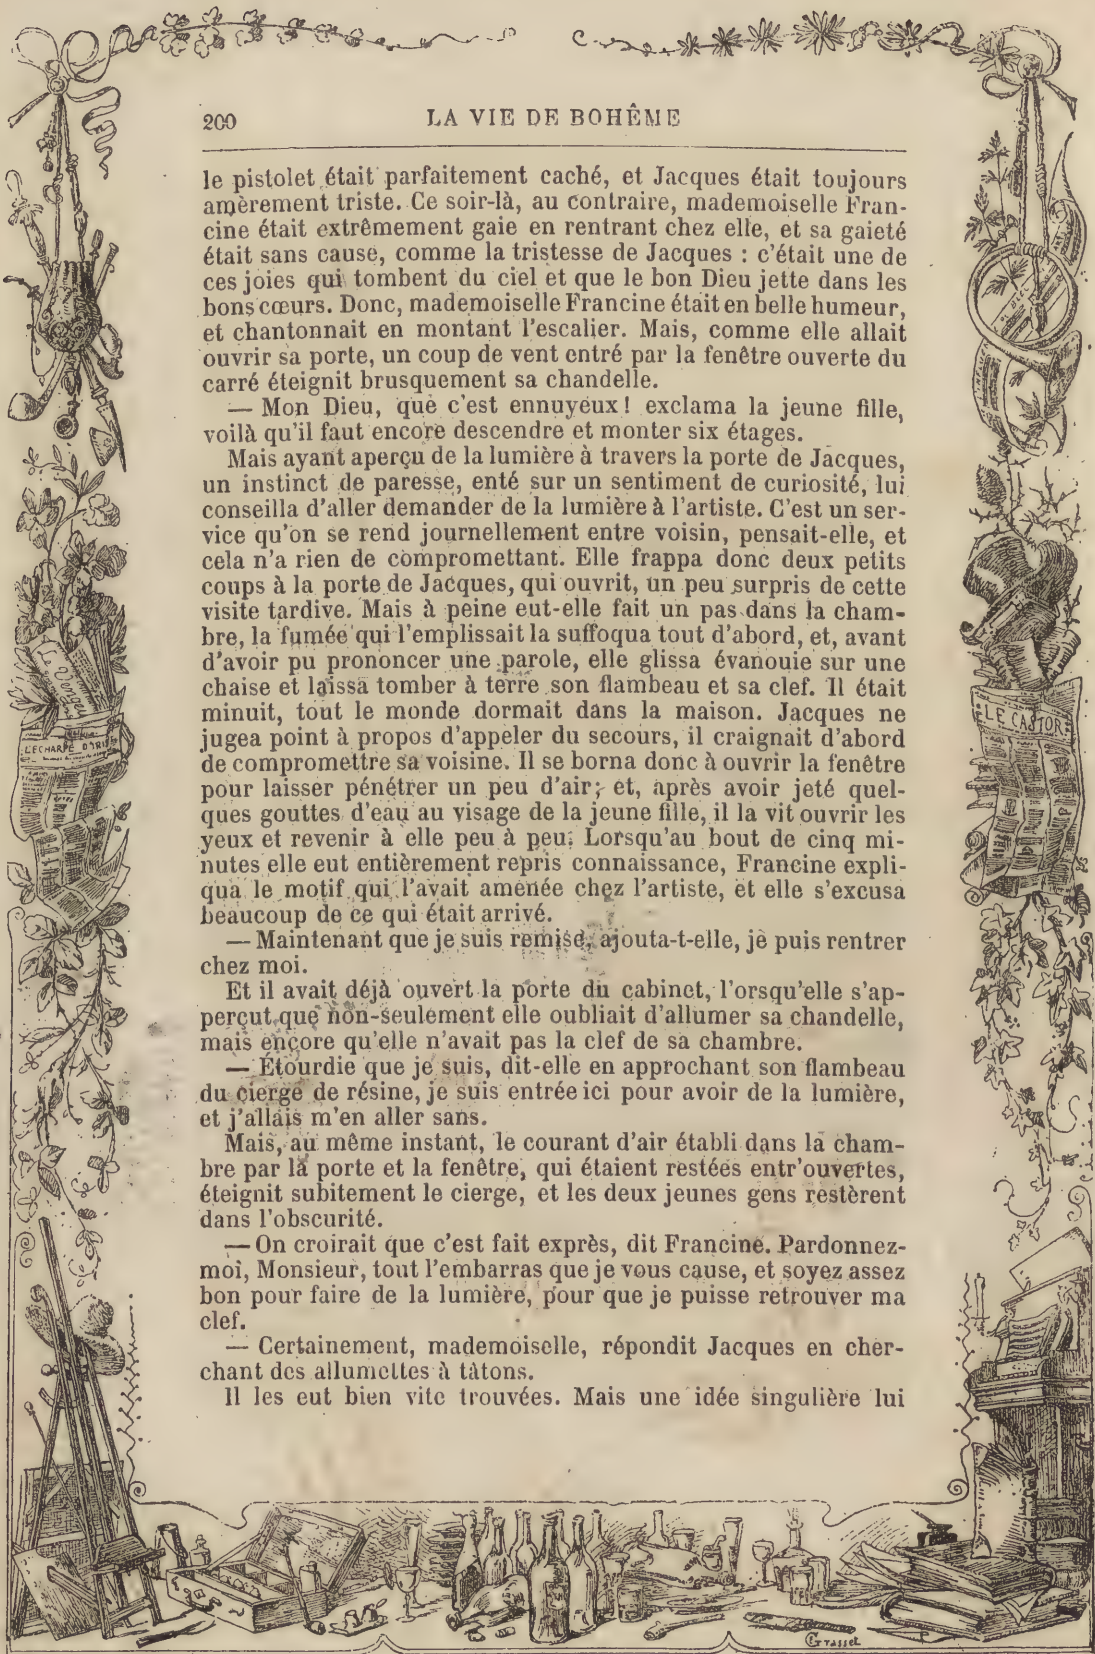 200 LA VIE DE BOHÊME
le pistolet était parfaitement caché, et Jacques était toujours
amèrement triste. Ce soir-là, au contraire, mademoiselle Fran-
cine était extrêmement gaie en rentrant chez elle, et sa gaieté
était sans cause, comme la tristesse de Jacques : c'était une de
ces joies qui tombent du ciel et que le bon Dieu jette dans les
bons cœurs. Donc, mademoiselle Francine était en belle humeur,
et chantonnait en montant l'escalier. Mais, comme elle allait
ouvrir sa porte, un coup de vent entré par la fenêtre ouverte du
carré éteignit brusquement sa chandelle.
— Mon Dieu, que c'est ennuyeux! exclama la jeune fille,
voilà qu'il faut encore descendre et monter six étages.
Mais ayant aperçu de la lumière à travers la porte de Jacques,
un instinct de paresse, enté sur un sentiment de curiosité, lui
conseilla d'aller demander de la lumière à l'artiste. C'est un ser-
vice qu'on se rend journellement entre voisin, pensait-elle, et
cela n'a rien de compromettant. Elle frappa donc deux petits
coups à la porte de Jacques, qui ouvrit, un peu surpris de cette
visite tardive. Mais à peine eut-elle fait un pas dans la cham-
bre, la fumée qui l'emplissait la suffoqua tout d'abord, et, avant
d'avoir pu prononcer une parole, elle glissa évanouie sur une
chaise et laissa tomber à terre son flambeau et sa clef. Il était
minuit, tout le monde dormait dans la maison. Jacques ne
jugea point à propos d'appeler du secours, il craignait d'abord
de compromettre sa voisine. Il se borna donc à ouvrir la fenêtre
pour laisser pénétrer un peu d'air; et, après avoir jeté quel-
ques gouttes d'eau au visage de la jeune fille, il la vit ouvrir les
yeux et revenir à elle peu à peu. Lorsqu'au bout de cinq mi-
nutes elle eut entièrement repris connaissance, Francine expli-
qua le motif qui l'avait amenée chez l'artiste, et elle s'excusa
beaucoup de ce qui était arrivé.
— Maintenant que je suis remise, ajouta-t-elle, je puis rentrer
chez moi.
Et il avait déjà ouvert la porte du cabinet, l'orsqu'elle s'ap-
perçut que non-seulement elle oubliait d'allumer sa chandelle,
mais encore qu'elle n'avait pas la clef de sa chambre.
— Étourdie que je suis, dit-elle en approchant son flambeau
du cierge de résine, je suis entrée ici pour avoir de la lumière,
et j'allais m'en aller sans.
Mais, au même instant, le courant d'air établi dans la cham-
bre par la porte et la fenêtre, qui étaient restées entr'ouvertes,
éteignit subitement le cierge, et les deux jeunes gens restèrent
dans l'obscurité.
— On croirait que c'est fait exprès, dit Francine. Pardonnez-
moi, Monsieur, tout l'embarras que je vous cause, et soyez assez
bon pour faire de la lumière, pour que je puisse retrouver ma
clef.
— Certainement, mademoiselle, répondit Jacques en cher-
chant des allumettes à tâtons.
Il les eut bien vite trouvées. Mais une idée singulière lui
L'ECHARPE D'IRIS
LE CASTOR
Grasset